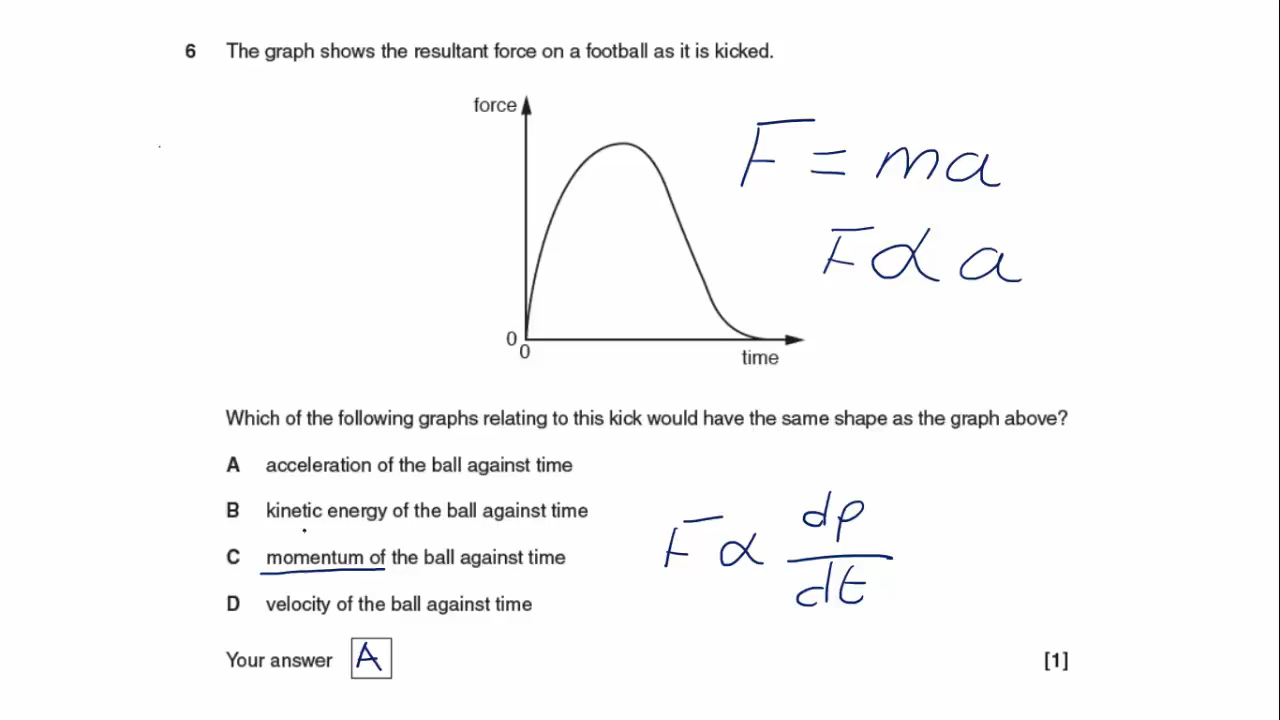 6 The graph shows the resultant force on a football as it is kicked.
force
F = ma
F ∝ a
0
0
time
Which of the following graphs relating to this kick would have the same shape as the graph above?
A acceleration of the ball against time
B kinetic energy of the ball against time
C momentum of the ball against time
D velocity of the ball against time
F ∝ dp/dt
Your answer A [1]